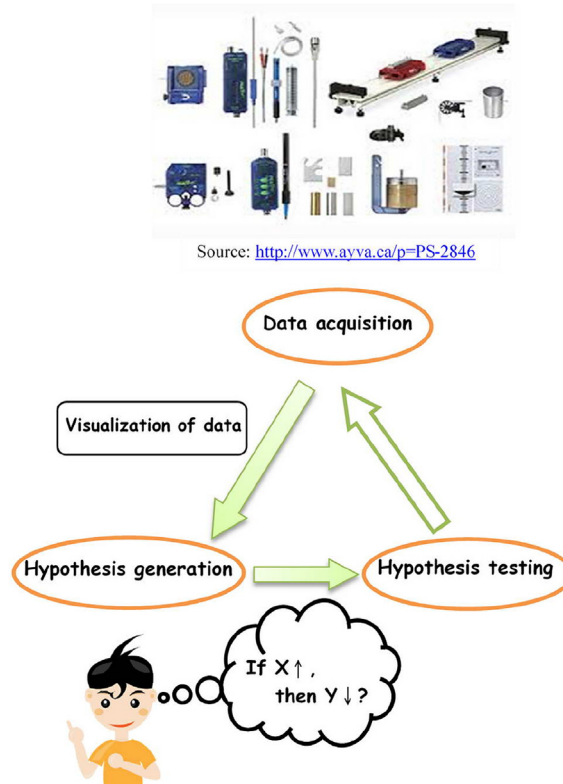 Source: http://www.ayva.ca/p=PS-2846
Data acquisition
Visualization of data
Hypothesis generation
Hypothesis testing
If X ↑ ,
then Y ↓ ?